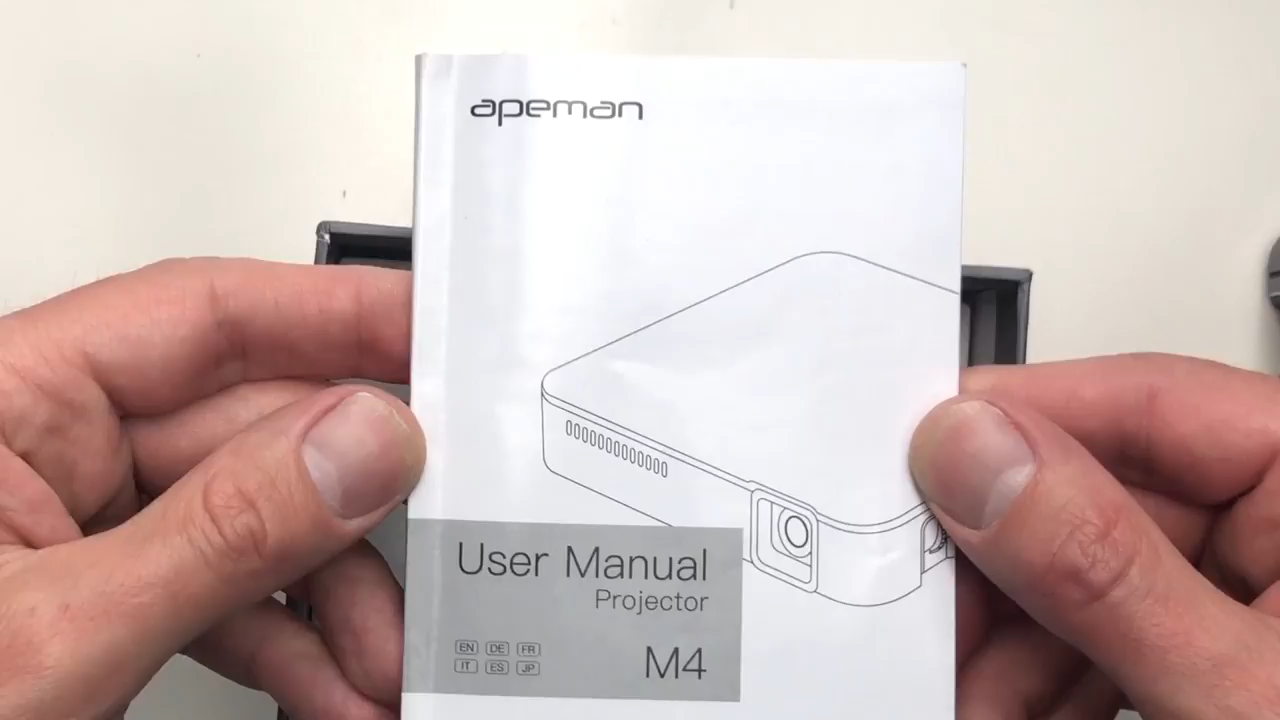 apeman
User Manual
Projector
EN DE FR
IT ES JP
M4